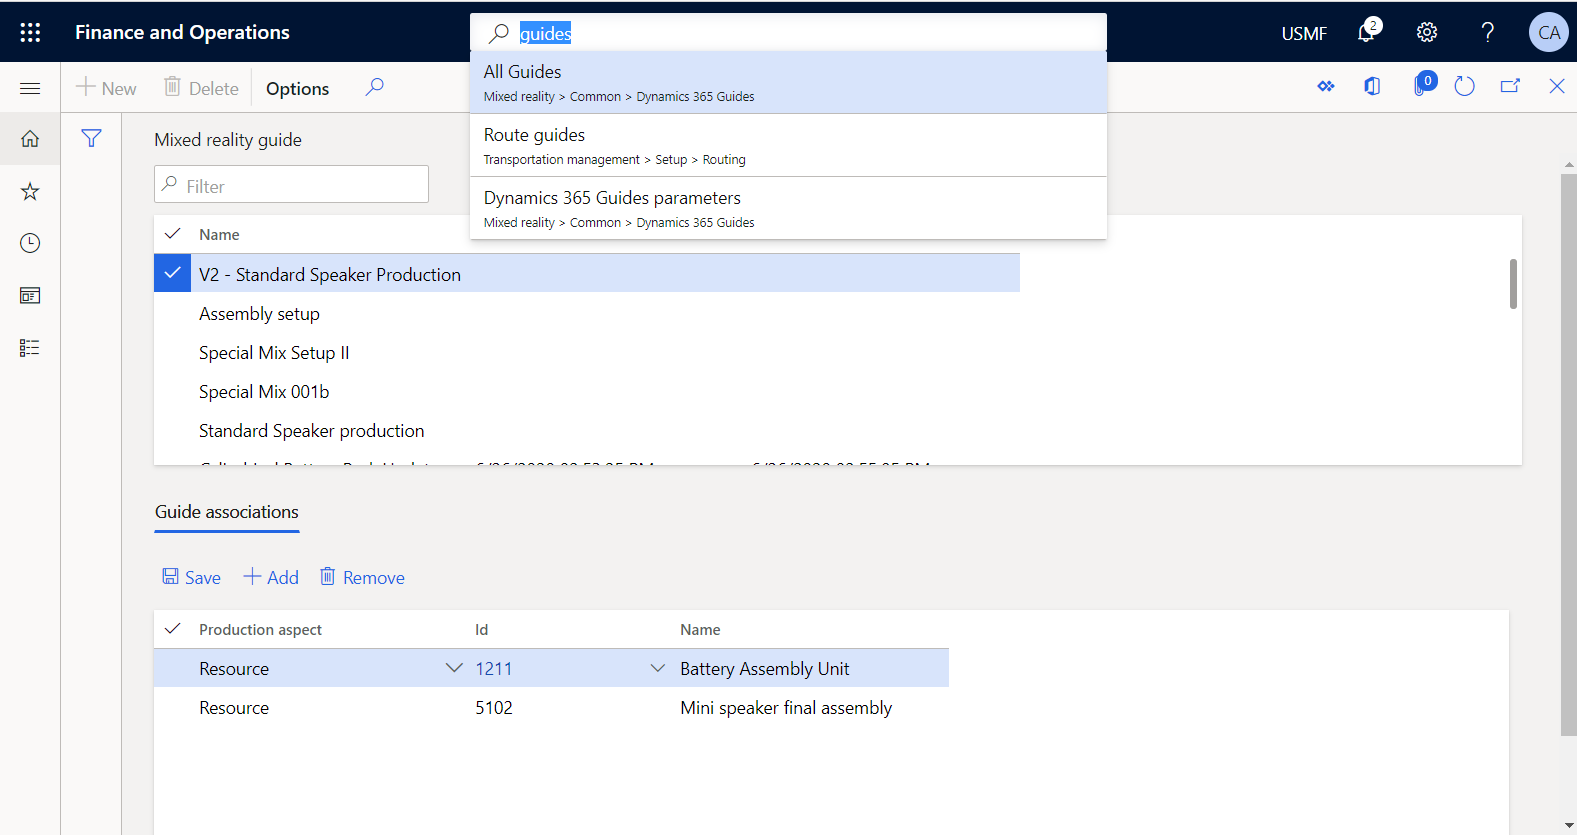 Finance and Operations
guides
USMF
2
CA
New
Delete
Options
0
All Guides
Mixed reality > Common > Dynamics 365 Guides
Route guides
Transportation management > Setup > Routing
Dynamics 365 Guides parameters
Mixed reality > Common > Dynamics 365 Guides
Mixed reality guide
Filter
Name
V2 - Standard Speaker Production
Assembly setup
Special Mix Setup II
Special Mix 001b
Standard Speaker production
Guide associations
Save
Add
Remove
Production aspect Id Name
Resource 1211 Battery Assembly Unit
Resource 5102 Mini speaker final assembly